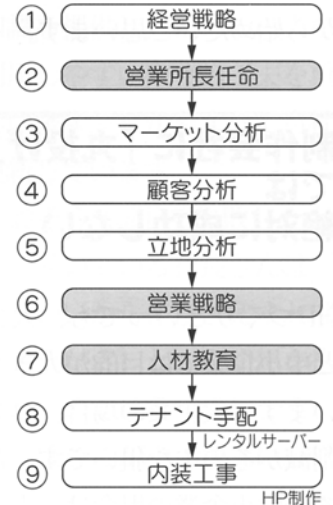 ① 経営戦略
② 営業所長任命
③ マーケット分析
④ 顧客分析
⑤ 立地分析
⑥ 営業戦略
⑦ 人材教育
⑧ テナント手配
レンタルサーバー
⑨ 内装工事
HP制作